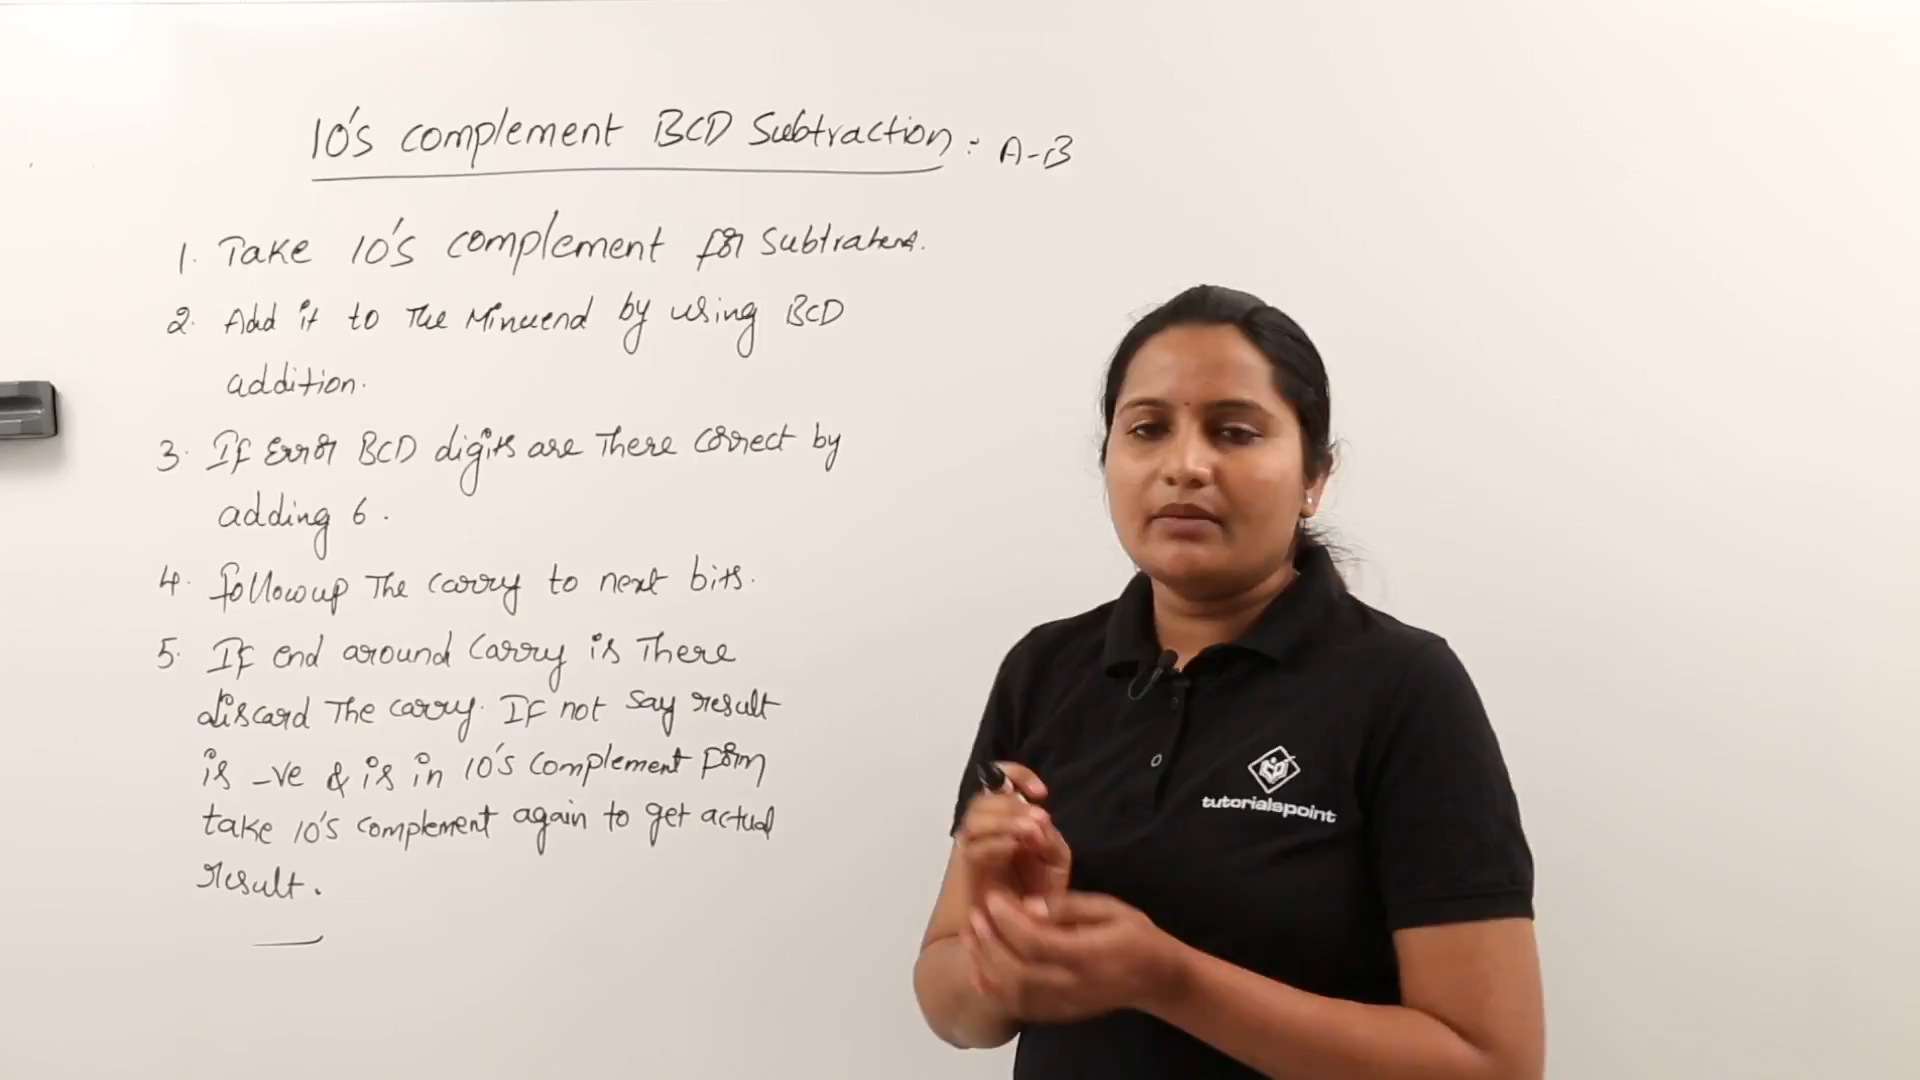 10's complement BCD Subtraction : A-B
1. Take 10's complement for Subtrahend.
2. Add it to The Minuend by using BCD
addition.
3. If Error BCD digits are There correct by
adding 6.
4. followup The carry to next bits.
5. If end around carry is There
discard The carry. If not say result
is -ve & is in 10's complement form
take 10's complement again to get actual
result.
tutorialspoint